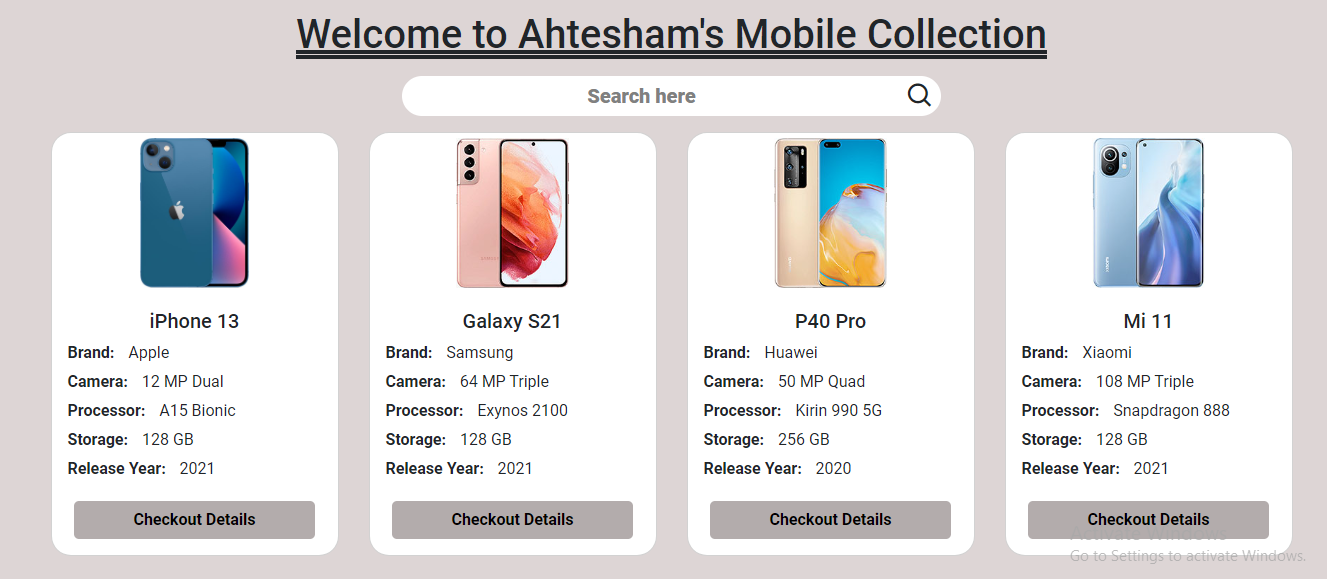 Welcome to Ahtesham's Mobile Collection
Search here
iPhone 13
Brand: Apple
Camera: 12 MP Dual
Processor: A15 Bionic
Storage: 128 GB
Release Year: 2021
Checkout Details
Galaxy S21
Brand: Samsung
Camera: 64 MP Triple
Processor: Exynos 2100
Storage: 128 GB
Release Year: 2021
Checkout Details
P40 Pro
Brand: Huawei
Camera: 50 MP Quad
Processor: Kirin 990 5G
Storage: 256 GB
Release Year: 2020
Checkout Details
Mi 11
Brand: Xiaomi
Camera: 108 MP Triple
Processor: Snapdragon 888
Storage: 128 GB
Release Year: 2021
Checkout Details
Activate Windows
Go to Settings to activate Windows.